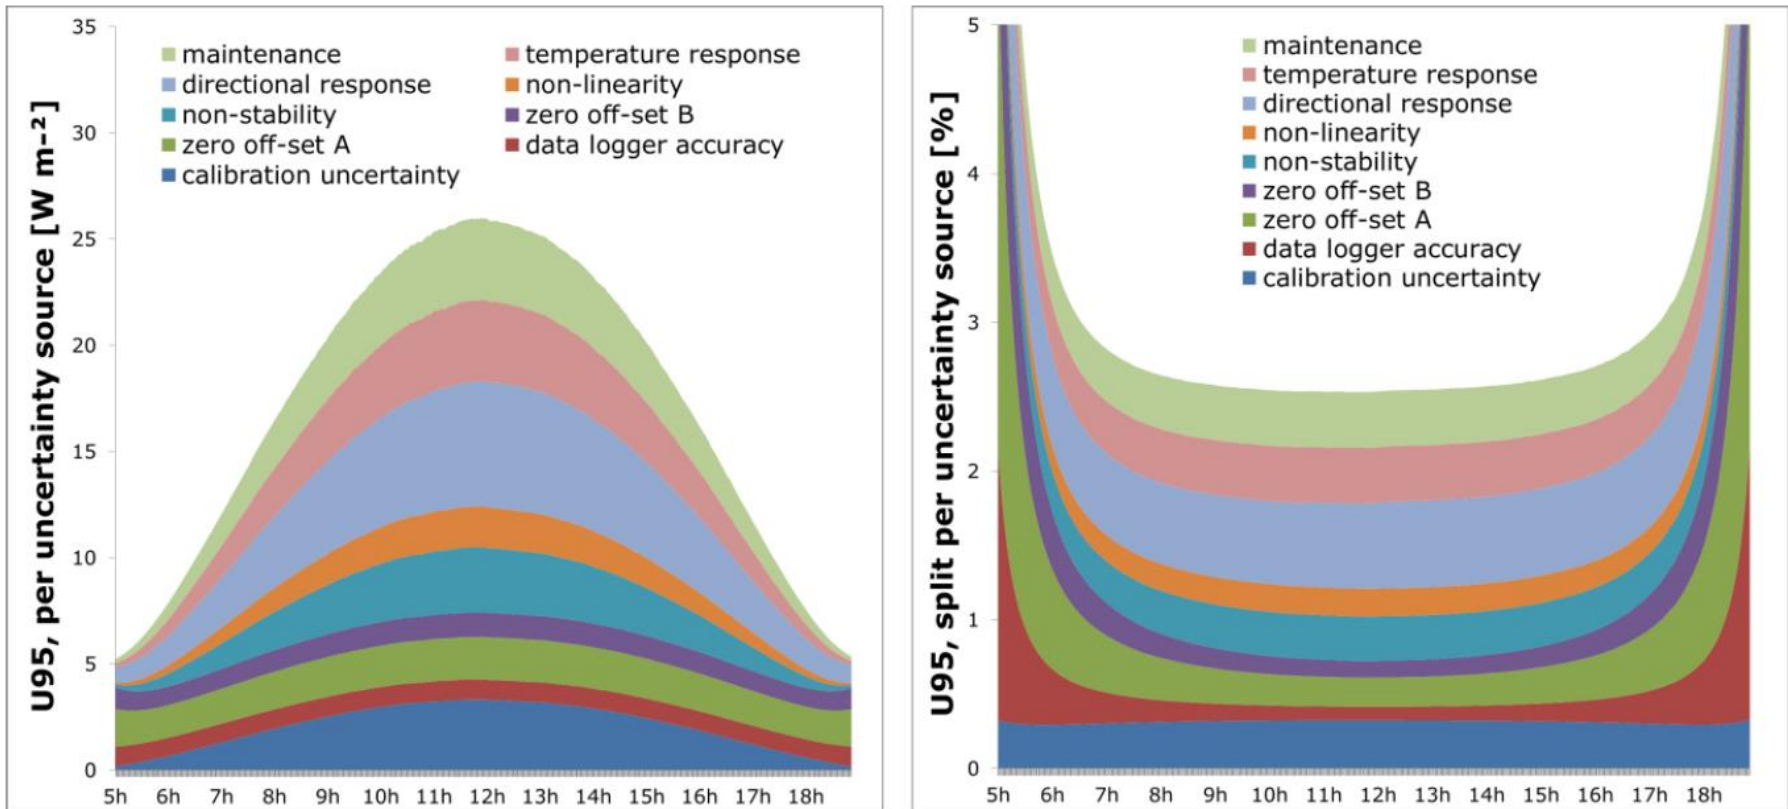 35
30
25
20
15
10
5
0
U95, per uncertainty source [W m-²]
maintenance temperature response
directional response non-linearity
non-stability zero off-set B
zero off-set A data logger accuracy
calibration uncertainty
5h 6h 7h 8h 9h 10h 11h 12h 13h 14h 15h 16h 17h 18h
5
4
3
2
1
0
U95, split per uncertainty source [%]
maintenance
temperature response
directional response
non-linearity
non-stability
zero off-set B
zero off-set A
data logger accuracy
calibration uncertainty
5h 6h 7h 8h 9h 10h 11h 12h 13h 14h 15h 16h 17h 18h